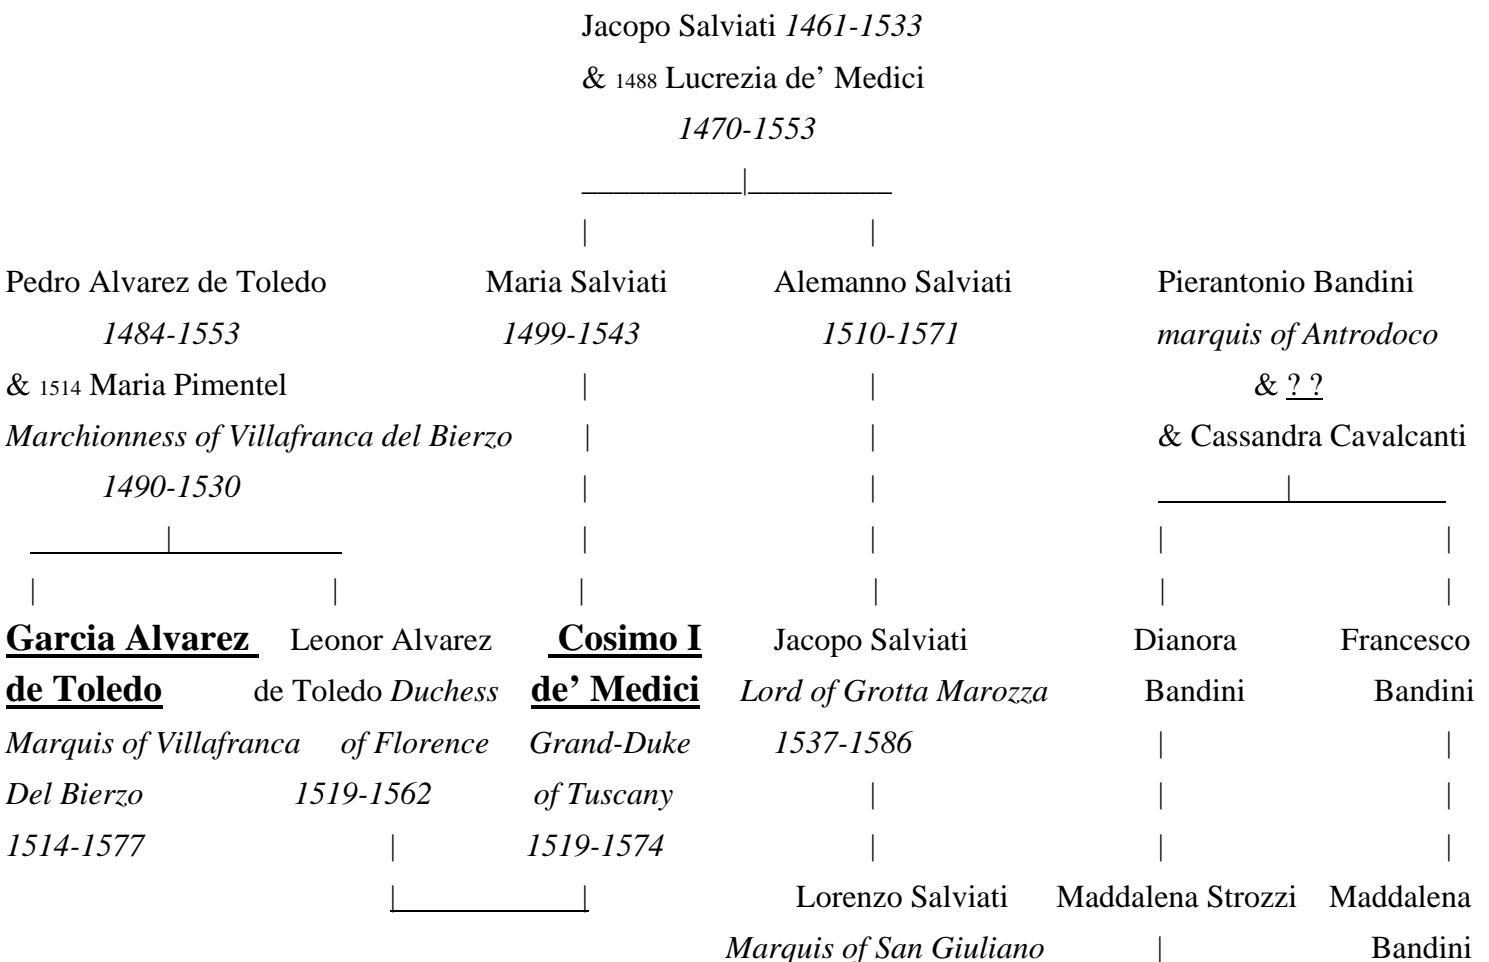 Jacopo Salviati 1461-1533
& 1488 Lucrezia de’ Medici
1470-1553
Pedro Alvarez de Toledo Maria Salviati Alemanno Salviati Pierantonio Bandini
1484-1553 1499-1543 1510-1571 marquis of Antrodoco
& 1514 Maria Pimentel & ? ?
Marchionness of Villafranca del Bierzo & Cassandra Cavalcanti
1490-1530
Garcia Alvarez Leonor Alvarez Cosimo I Jacopo Salviati Dianora Francesco
de Toledo de Toledo Duchess de’ Medici Lord of Grotta Marozza Bandini Bandini
Marquis of Villafranca of Florence Grand-Duke 1537-1586
Del Bierzo 1519-1562 of Tuscany
1514-1577 1519-1574
Lorenzo Salviati Maddalena Strozzi Maddalena
Marquis of San Giuliano Bandini